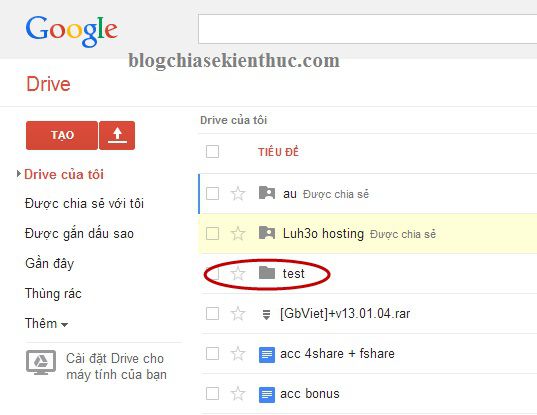 Google
blogchiasekienthuc.com
Drive
Drive của tôi
TẠO
TIÊU ĐỀ
Drive của tôi
au Được chia sẻ
Được chia sẻ với tôi
Được gắn dấu sao
Luh3o hosting Được chia sẻ
Gần đây
test
Thùng rác
[GbViet]+v13.01.04.rar
Thêm
Cài đặt Drive cho
máy tính của bạn
acc 4share + fshare
acc bonus